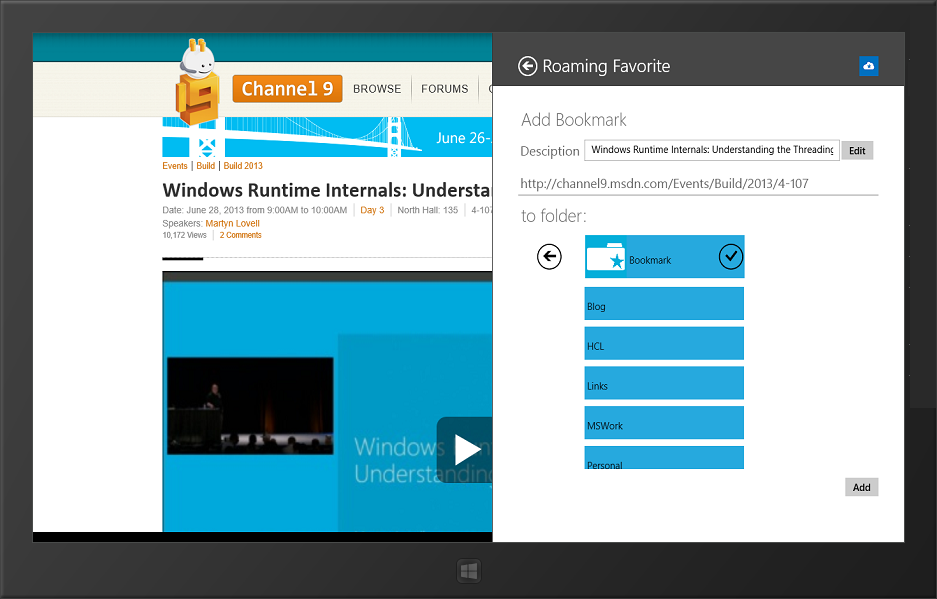 Channel 9
BROWSE
FORUMS
June 26-
Events | Build | Build 2013
Windows Runtime Internals: Understa
Date: June 28, 2013 from 9:00AM to 10:00AM
Day 3
North Hall: 135
4-107
Speakers: Martyn Lovell
10,172 Views
2 Comments
Windows Runt
Understanding
Roaming Favorite
Add Bookmark
Desciption
Windows Runtime Internals: Understanding the Threading
Edit
http://channel9.msdn.com/Events/Build/2013/4-107
to folder:
Bookmark
Blog
HCL
Links
MSWork
Personal
Add